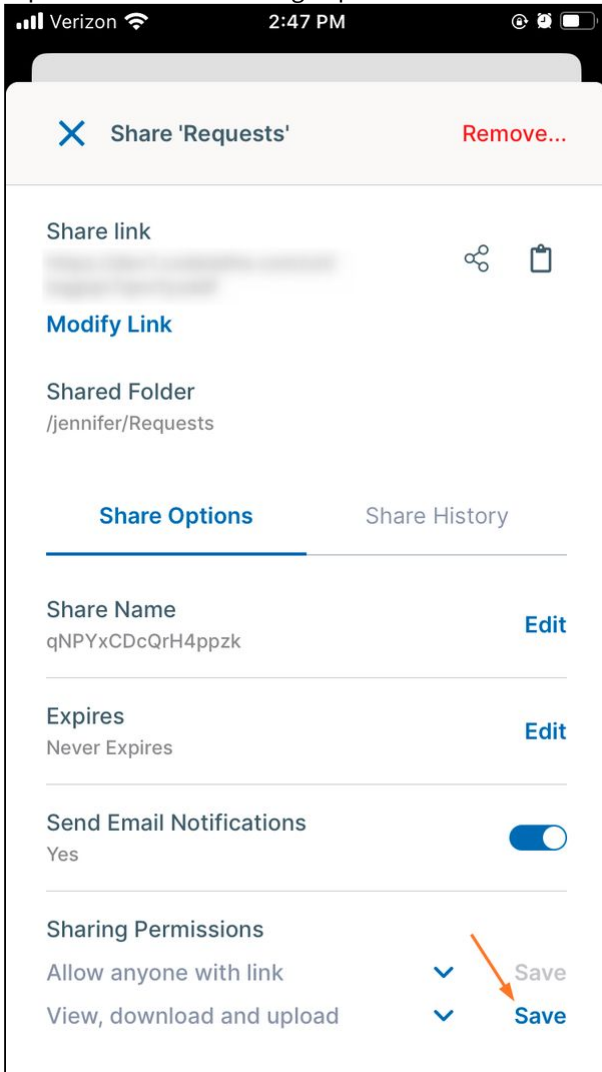 Verizon 2:47 PM
Share 'Requests' Remove...
Share link
Modify Link
Shared Folder
/jennifer/Requests
Share Options Share History
Share Name
qNPYxCDcQrH4ppzk
Edit
Expires
Never Expires
Edit
Send Email Notifications
Yes
Sharing Permissions
Allow anyone with link Save
View, download and upload Save